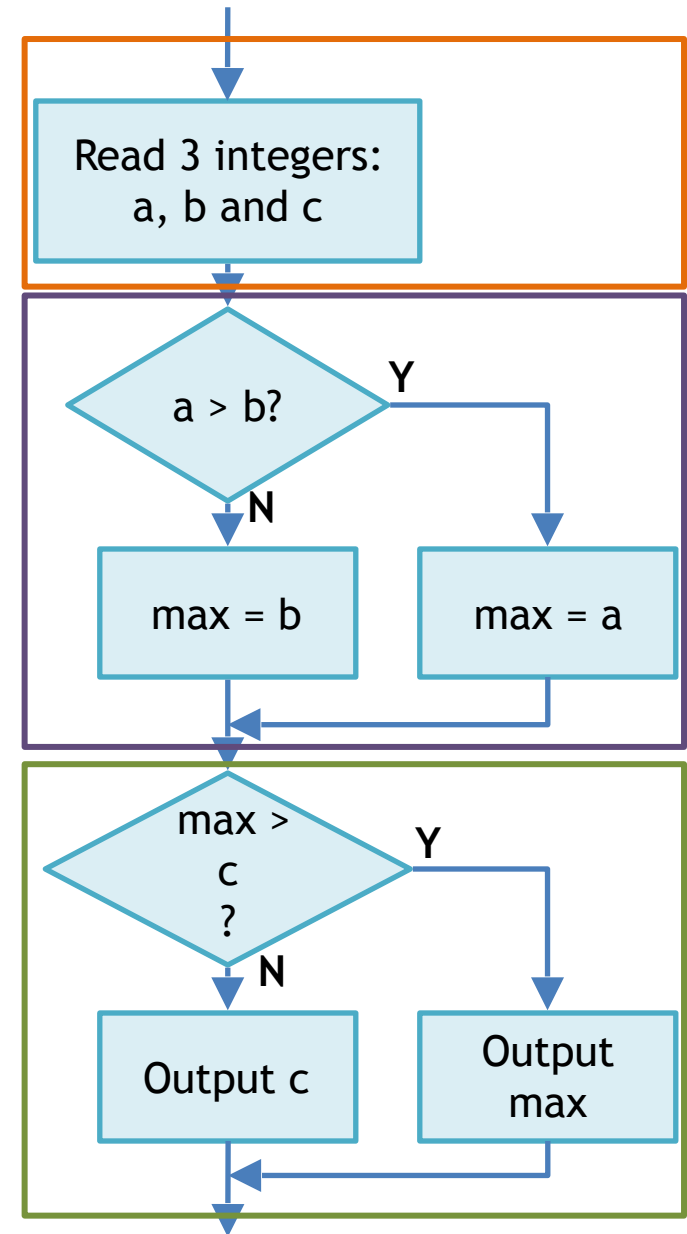 Read 3 integers:
a, b and c
a > b?
Y
N
max = b
max = a
max >
c
?
Y
N
Output c
Output
max